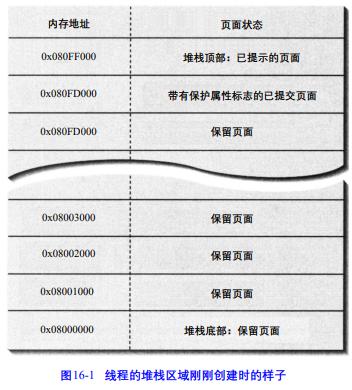 内存地址 页面状态
0x080FF000 堆栈顶部：已提示的页面
0x080FD000 带有保护属性标志的已提交页面
0x080FD000 保留页面
0x08003000 保留页面
0x08002000 保留页面
0x08001000 保留页面
0x08000000 堆栈底部：保留页面
图16-1 线程的堆栈区域刚刚创建时的样子